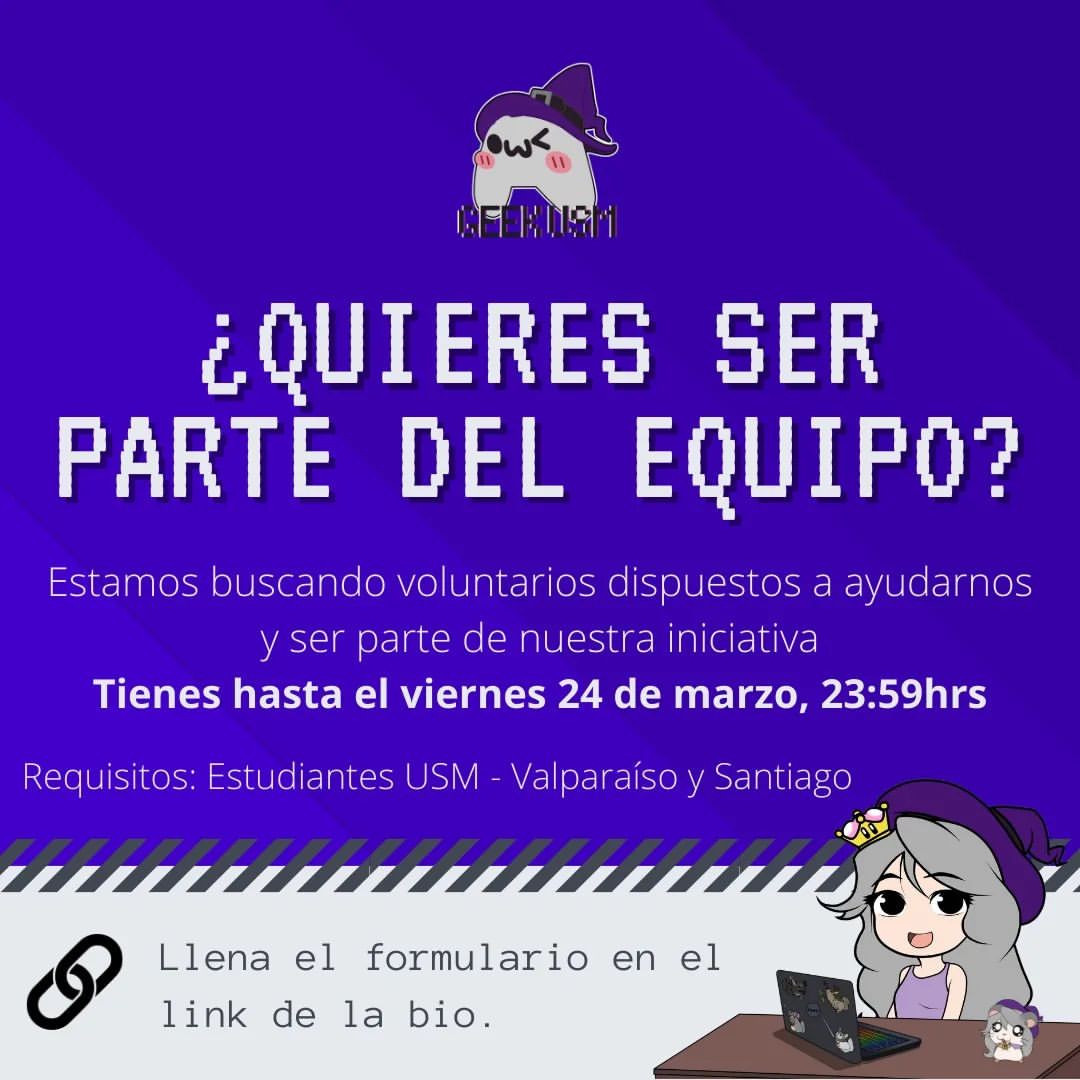 GEEK USM
¿QUIERES SER
PARTE DEL EQUIPO?
Estamos buscando voluntarios dispuestos a ayudarnos
y ser parte de nuestra iniciativa
Tienes hasta el viernes 24 de marzo, 23:59hrs
Requisitos: Estudiantes USM - Valparaíso y Santiago
Llena el formulario en el
link de la bio.